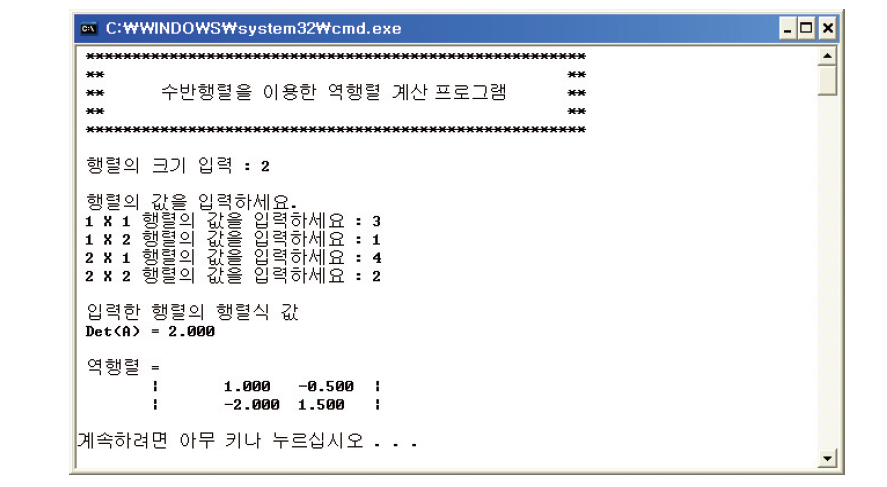 C:₩WINDOWS₩system32₩cmd.exe
******************************************************
** **
** 수반행렬을 이용한 역행렬 계산 프로그램 **
** **
******************************************************
행렬의 크기 입력 : 2
행렬의 값을 입력하세요.
1 X 1 행렬의 값을 입력하세요 : 3
1 X 2 행렬의 값을 입력하세요 : 1
2 X 1 행렬의 값을 입력하세요 : 4
2 X 2 행렬의 값을 입력하세요 : 2
입력한 행렬의 행렬식 값
Det(A) = 2.000
역행렬 =
| 1.000 -0.500 |
| -2.000 1.500 |
계속하려면 아무 키나 누르십시오 . . .